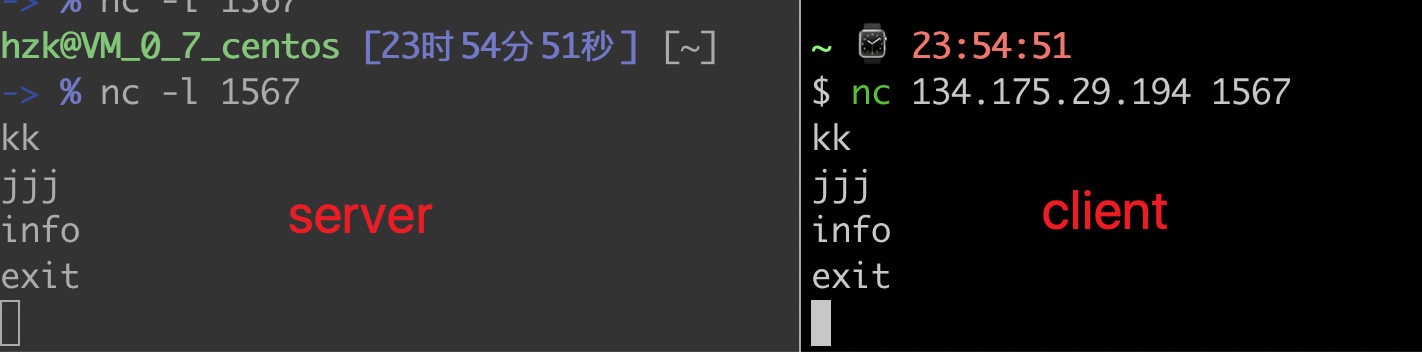 -> % nc -l 1567
hzk@VM_0_7_centos [23时54分51秒] [~]
-> % nc -l 1567
kk
jjj
info
exit
server
~ 23:54:51
$ nc 134.175.29.194 1567
kk
jjj
info
exit
client